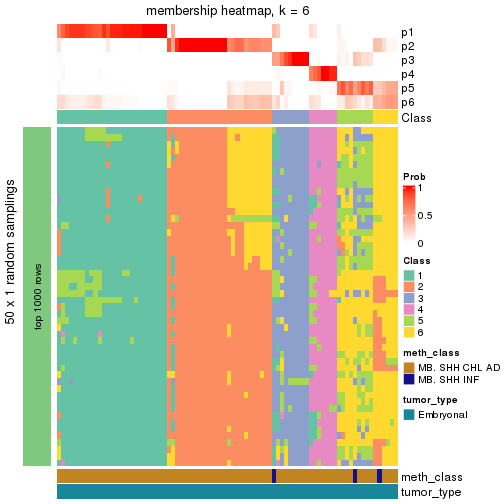 membership heatmap, k = 6
p1
p2
p3
p4
p5
p6
Class
50 x 1 random samplings
top 1000 rows
Prob
1
0.5
0
Class
1
2
3
4
5
6
meth_class
MB. SHH CHL AD
MB. SHH INF
tumor_type
Embryonal
meth_class
tumor_type